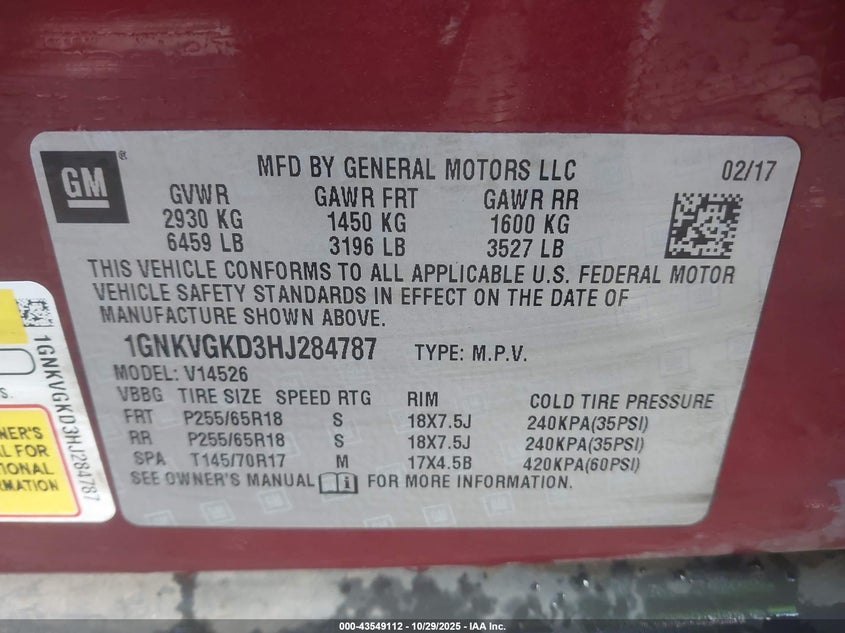 GM
MFD BY GENERAL MOTORS LLC
02/17
GVWR GAWR FRT GAWR RR
2930 KG 1450 KG 1600 KG
6459 LB 3196 LB 3527 LB
THIS VEHICLE CONFORMS TO ALL APPLICABLE U.S. FEDERAL MOTOR
VEHICLE SAFETY STANDARDS IN EFFECT ON THE DATE OF
MANUFACTURE SHOWN ABOVE.
1GNKVGKD3HJ284787 TYPE: M.P.V.
MODEL: V14526
VBBG TIRE SIZE SPEED RTG RIM COLD TIRE PRESSURE
FRT P255/65R18 S 18X7.5J 240KPA(35PSI)
RR P255/65R18 S 18X7.5J 240KPA(35PSI)
SPA T145/70R17 M 17X4.5B 420KPA(60PSI)
SEE OWNER'S MANUAL i FOR MORE INFORMATION.
1GNKVGKD3HJ284787
000-43549112 - 10/29/2025 - IAA Inc.